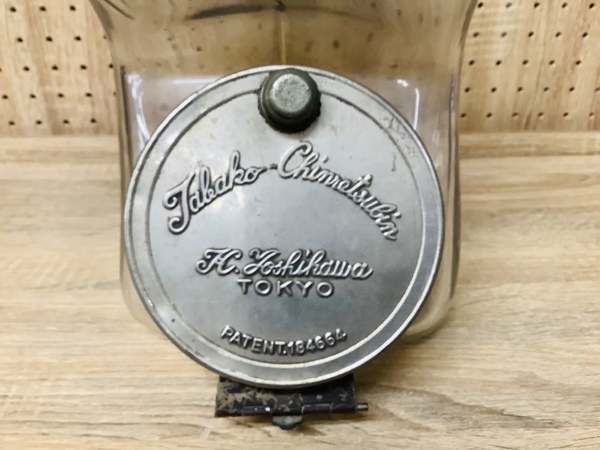 Tabako-Chinretsubin
H. Yoshikawa
TOKYO
PATENT.184664